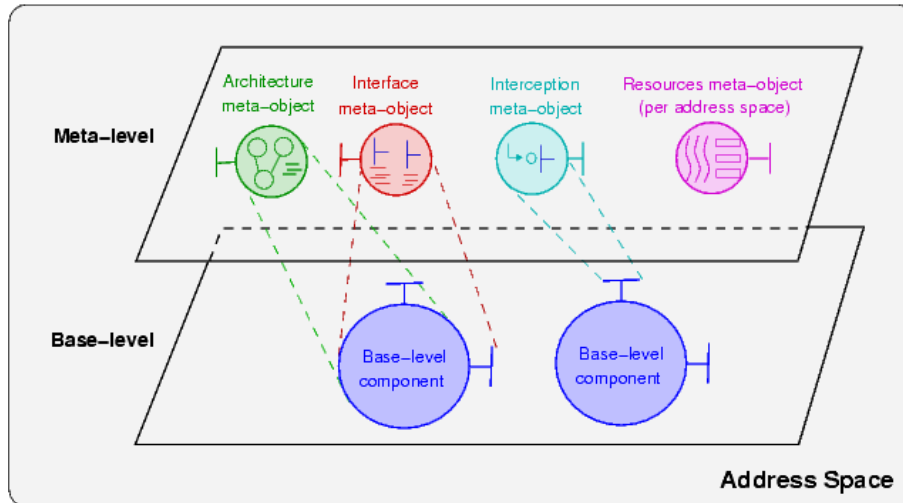 Architecture
meta-object
Interface
meta-object
Interception
meta-object
Resources meta-object
(per address space)
Meta-level
Base-level
Base-level
component
Base-level
component
Address Space